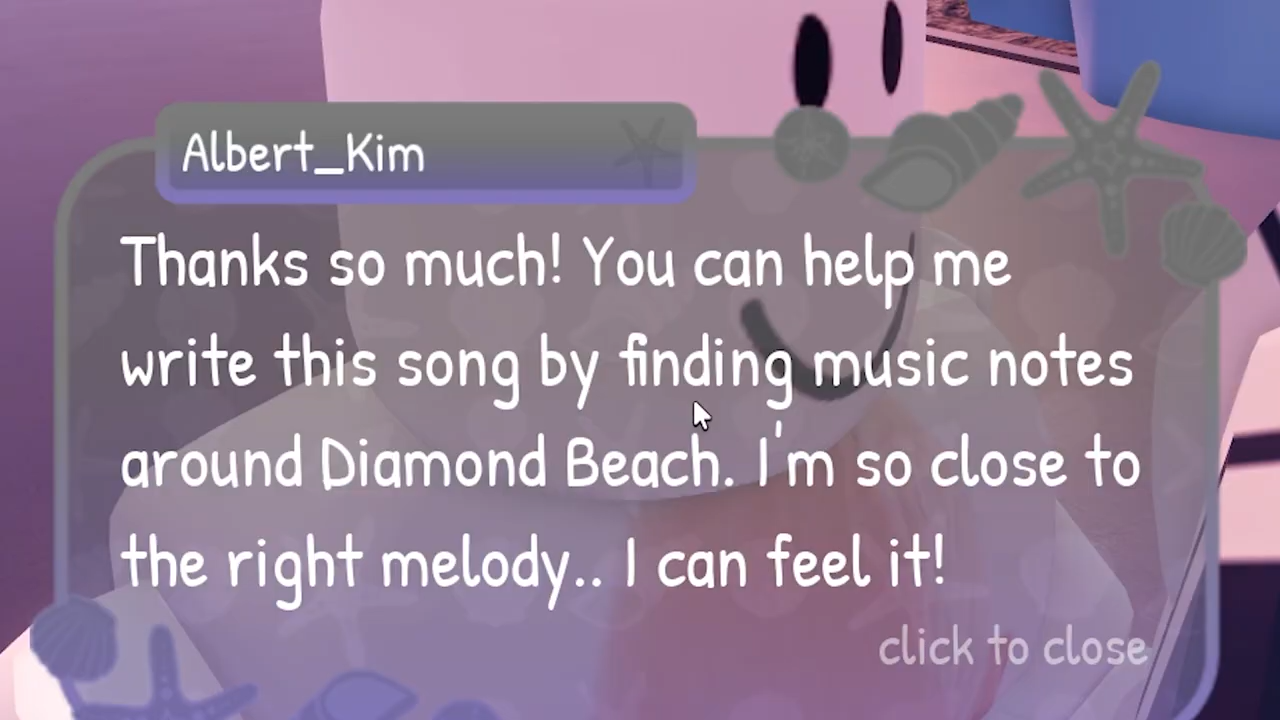 Albert_Kim
Thanks so much! You can help me
write this song by finding music notes
around Diamond Beach. I'm so close to
the right melody.. I can feel it!
click to close